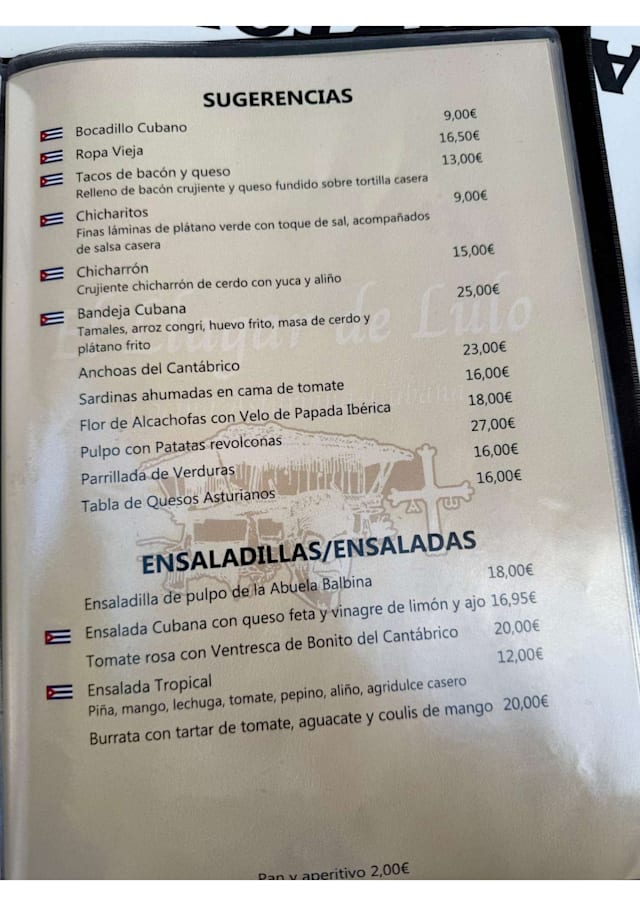 SUGERENCIAS
Bocadillo Cubano 9,00€
Ropa Vieja 16,50€
Tacos de bacón y queso 13,00€
Relleno de bacón crujiente y queso fundido sobre tortilla casera
Chicharitos 9,00€
Finas láminas de plátano verde con toque de sal, acompañados
de salsa casera
Chicharrón 15,00€
Crujiente chicharrón de cerdo con yuca y aliño
Bandeja Cubana 25,00€
Tamales, arroz congrí, huevo frito, masa de cerdo y
plátano frito
Anchoas del Cantábrico 23,00€
Sardinas ahumadas en cama de tomate 16,00€
Flor de Alcachofas con Velo de Papada Ibérica 18,00€
Pulpo con Patatas revolconas 27,00€
Parrillada de Verduras 16,00€
Tabla de Quesos Asturianos 16,00€
ENSALADILLAS/ENSALADAS
Ensaladilla de pulpo de la Abuela Balbina 18,00€
Ensalada Cubana con queso feta y vinagre de limón y ajo 16,95€
Tomate rosa con Ventresca de Bonito del Cantábrico 20,00€
Ensalada Tropical 12,00€
Piña, mango, lechuga, tomate, pepino, aliño, agridulce casero
Burrata con tartar de tomate, aguacate y coulis de mango 20,00€
Pan y aperitivo 2,00€